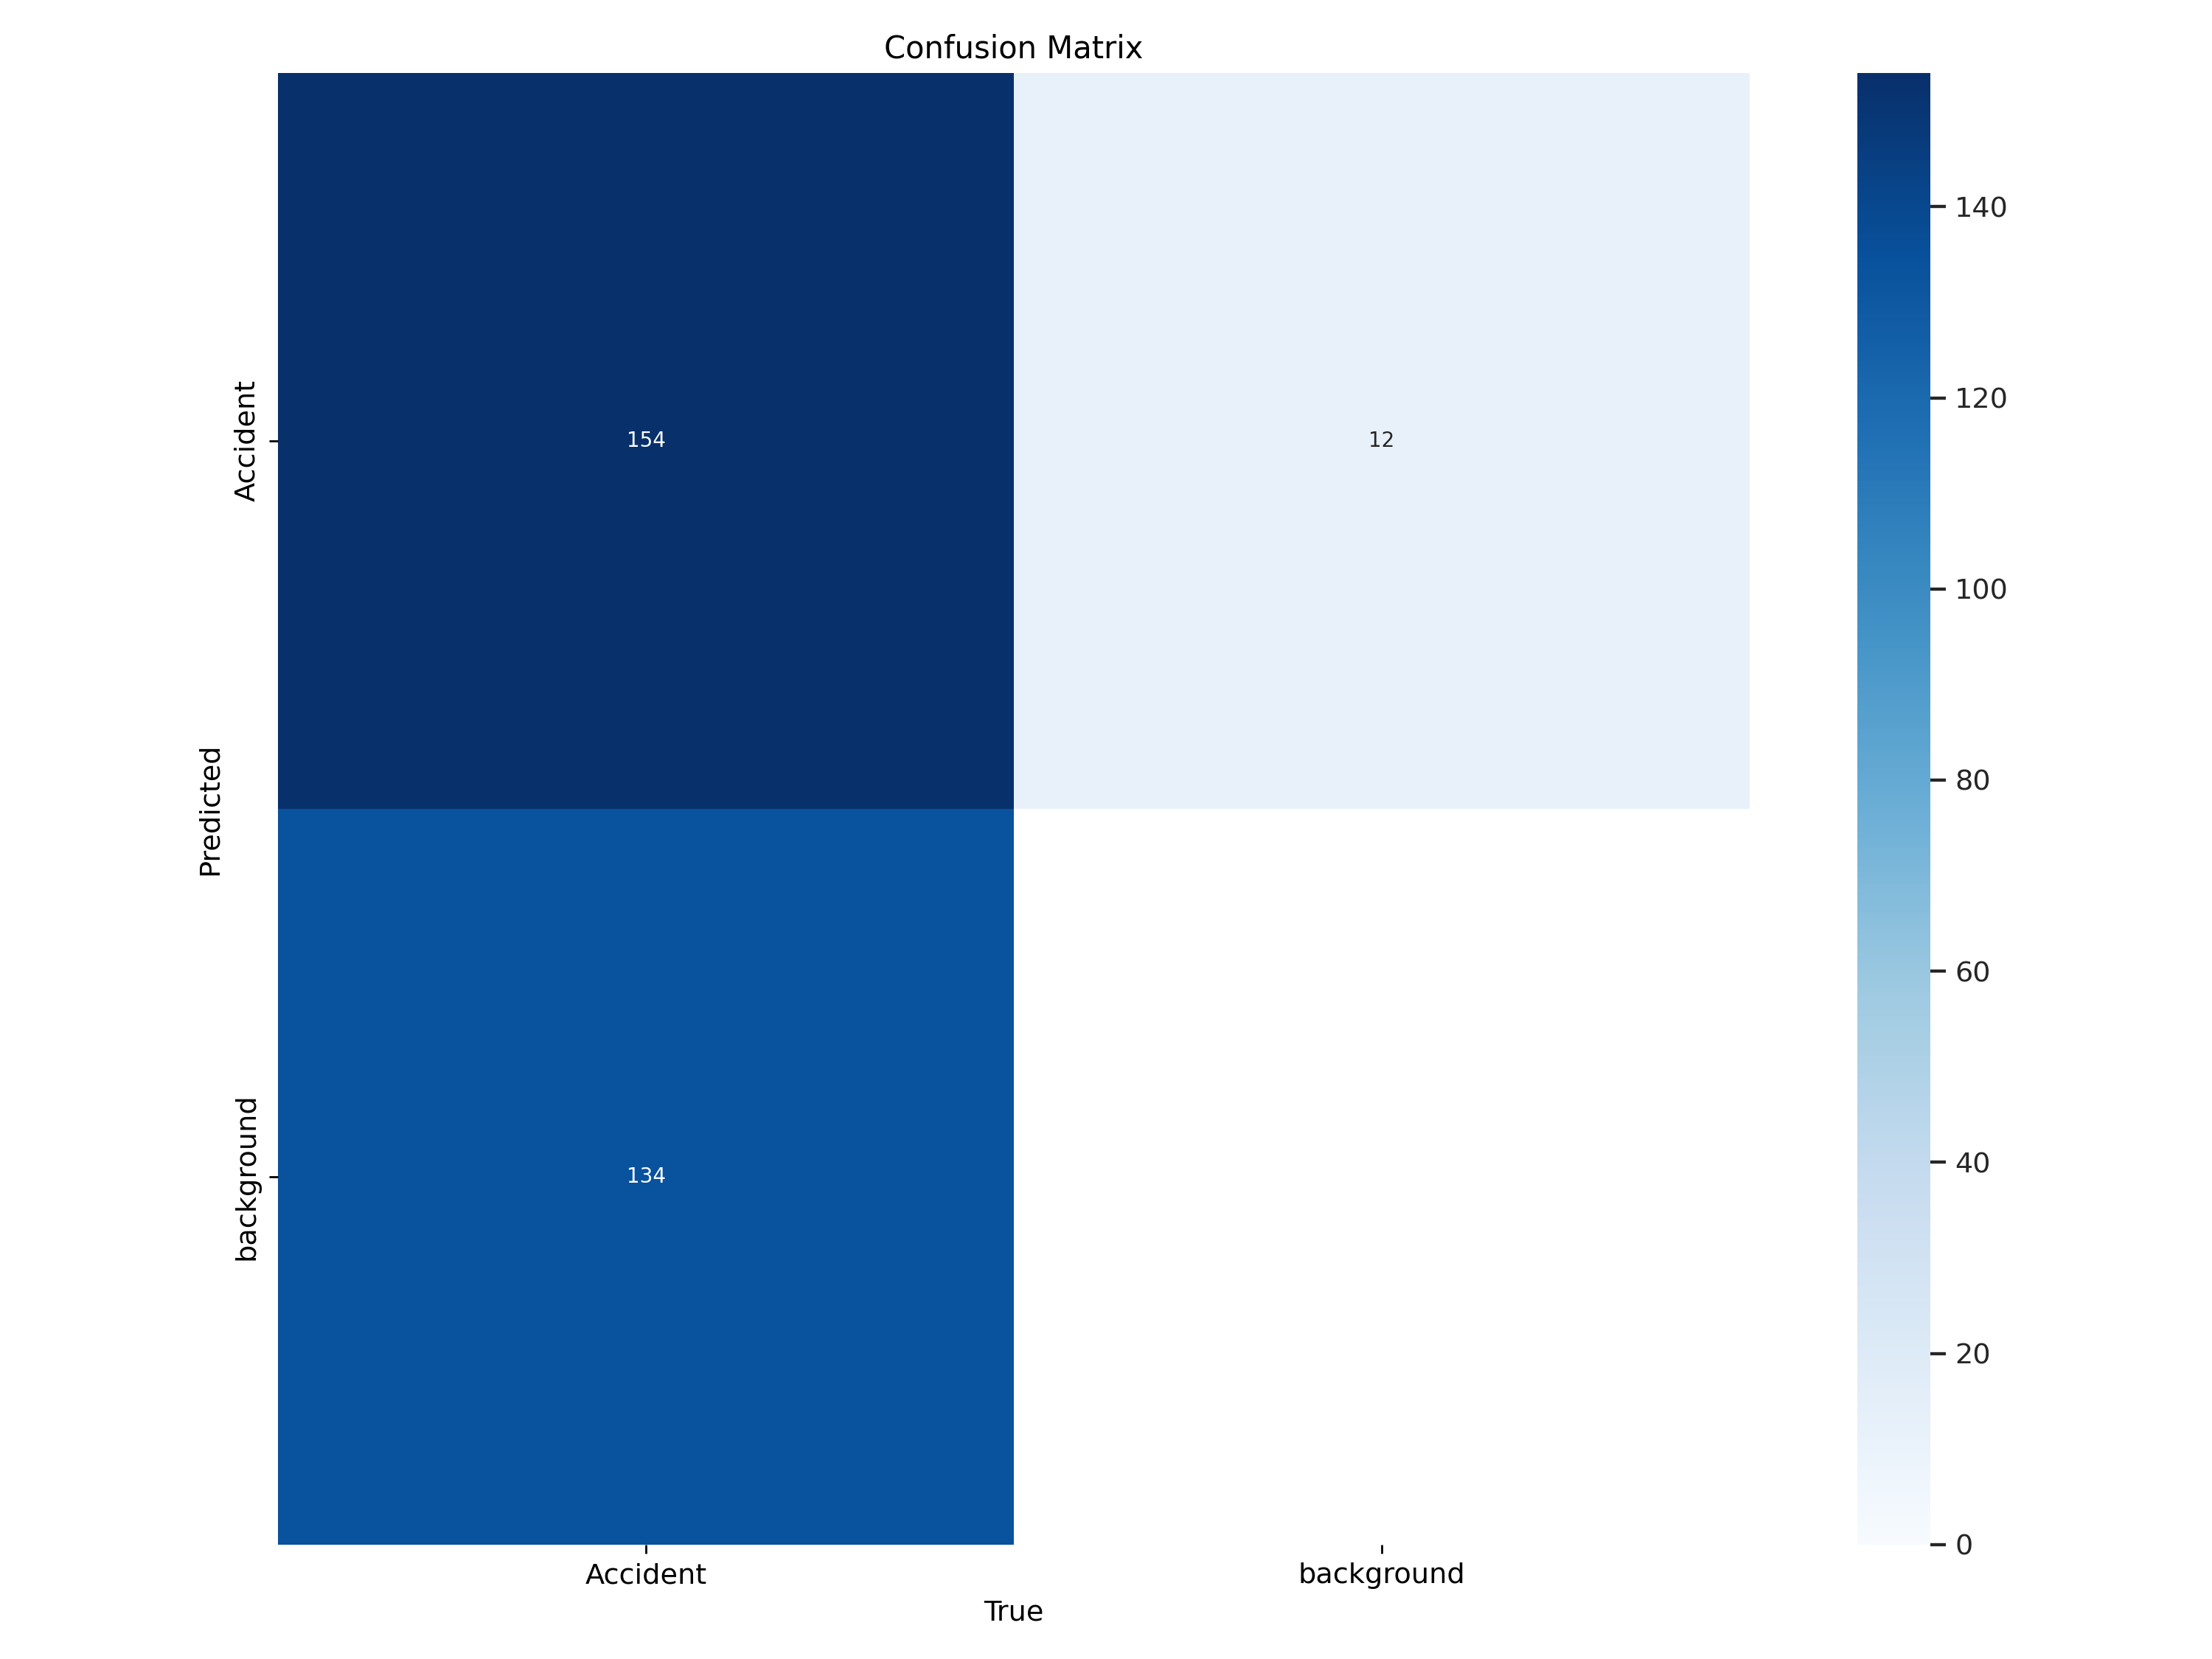 Confusion Matrix
Accident
154
12
140
120
100
80
60
40
20
0
Predicted
background
134
Accident
background
True